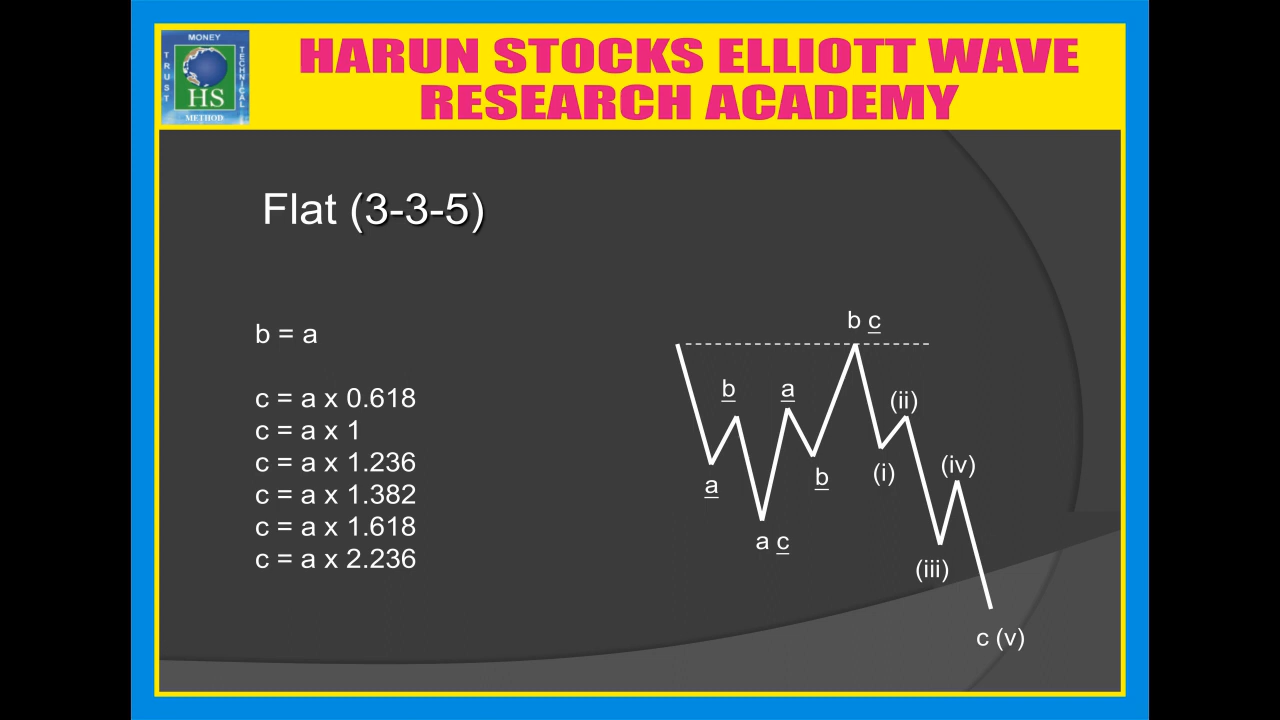 MONEY
TRUST
TECHNICAL
HS
METHOD
HARUN STOCKS ELLIOTT WAVE
RESEARCH ACADEMY
Flat (3-3-5)
b = a
c = a x 0.618
c = a x 1
c = a x 1.236
c = a x 1.382
c = a x 1.618
c = a x 2.236
b c
b
a
(ii)
a
b
(i)
(iv)
a c
(iii)
c (v)